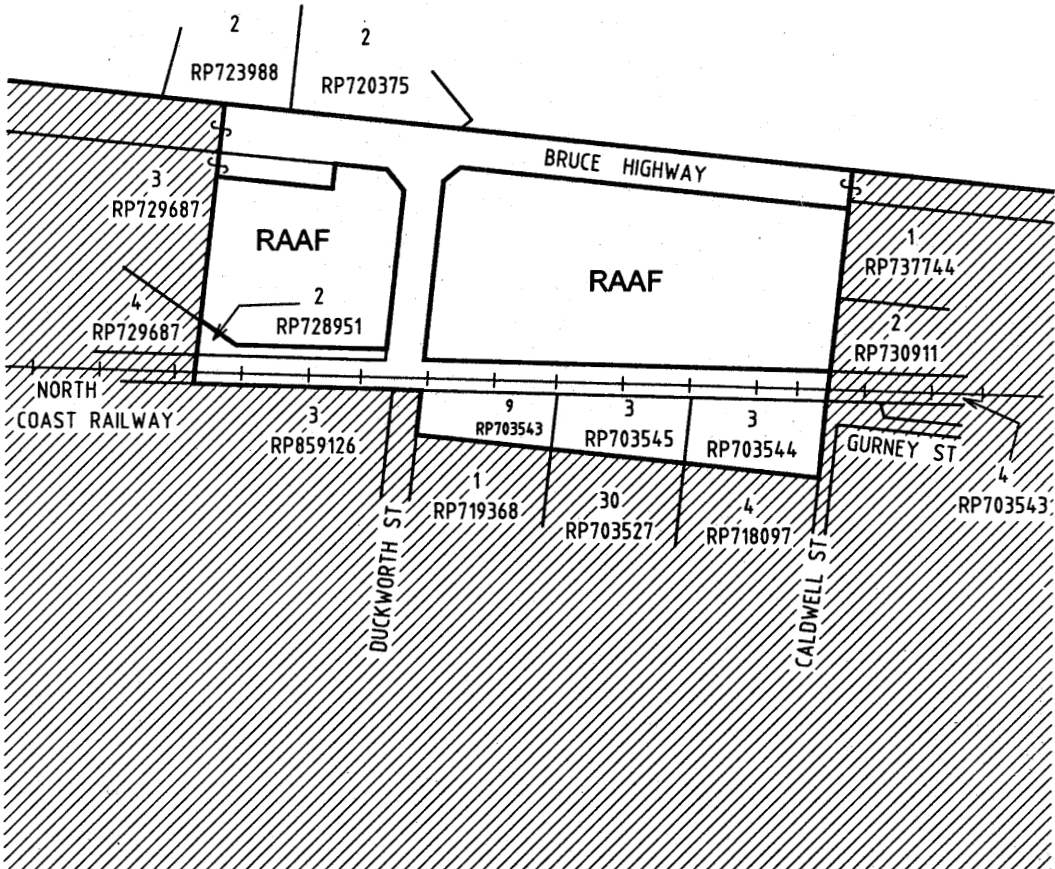 2
RP723988
2
RP720375
BRUCE HIGHWAY
3
RP729687
RAAF
RAAF
1
RP737744
4
RP729687
2
RP728951
2
RP730911
NORTH
COAST RAILWAY
3
RP859126
9
RP703543
3
RP703545
3
RP703544
GURNEY ST
4
RP703543
1
RP719368
30
RP703527
4
RP718097
DUCKWORTH ST
CALDWELL ST